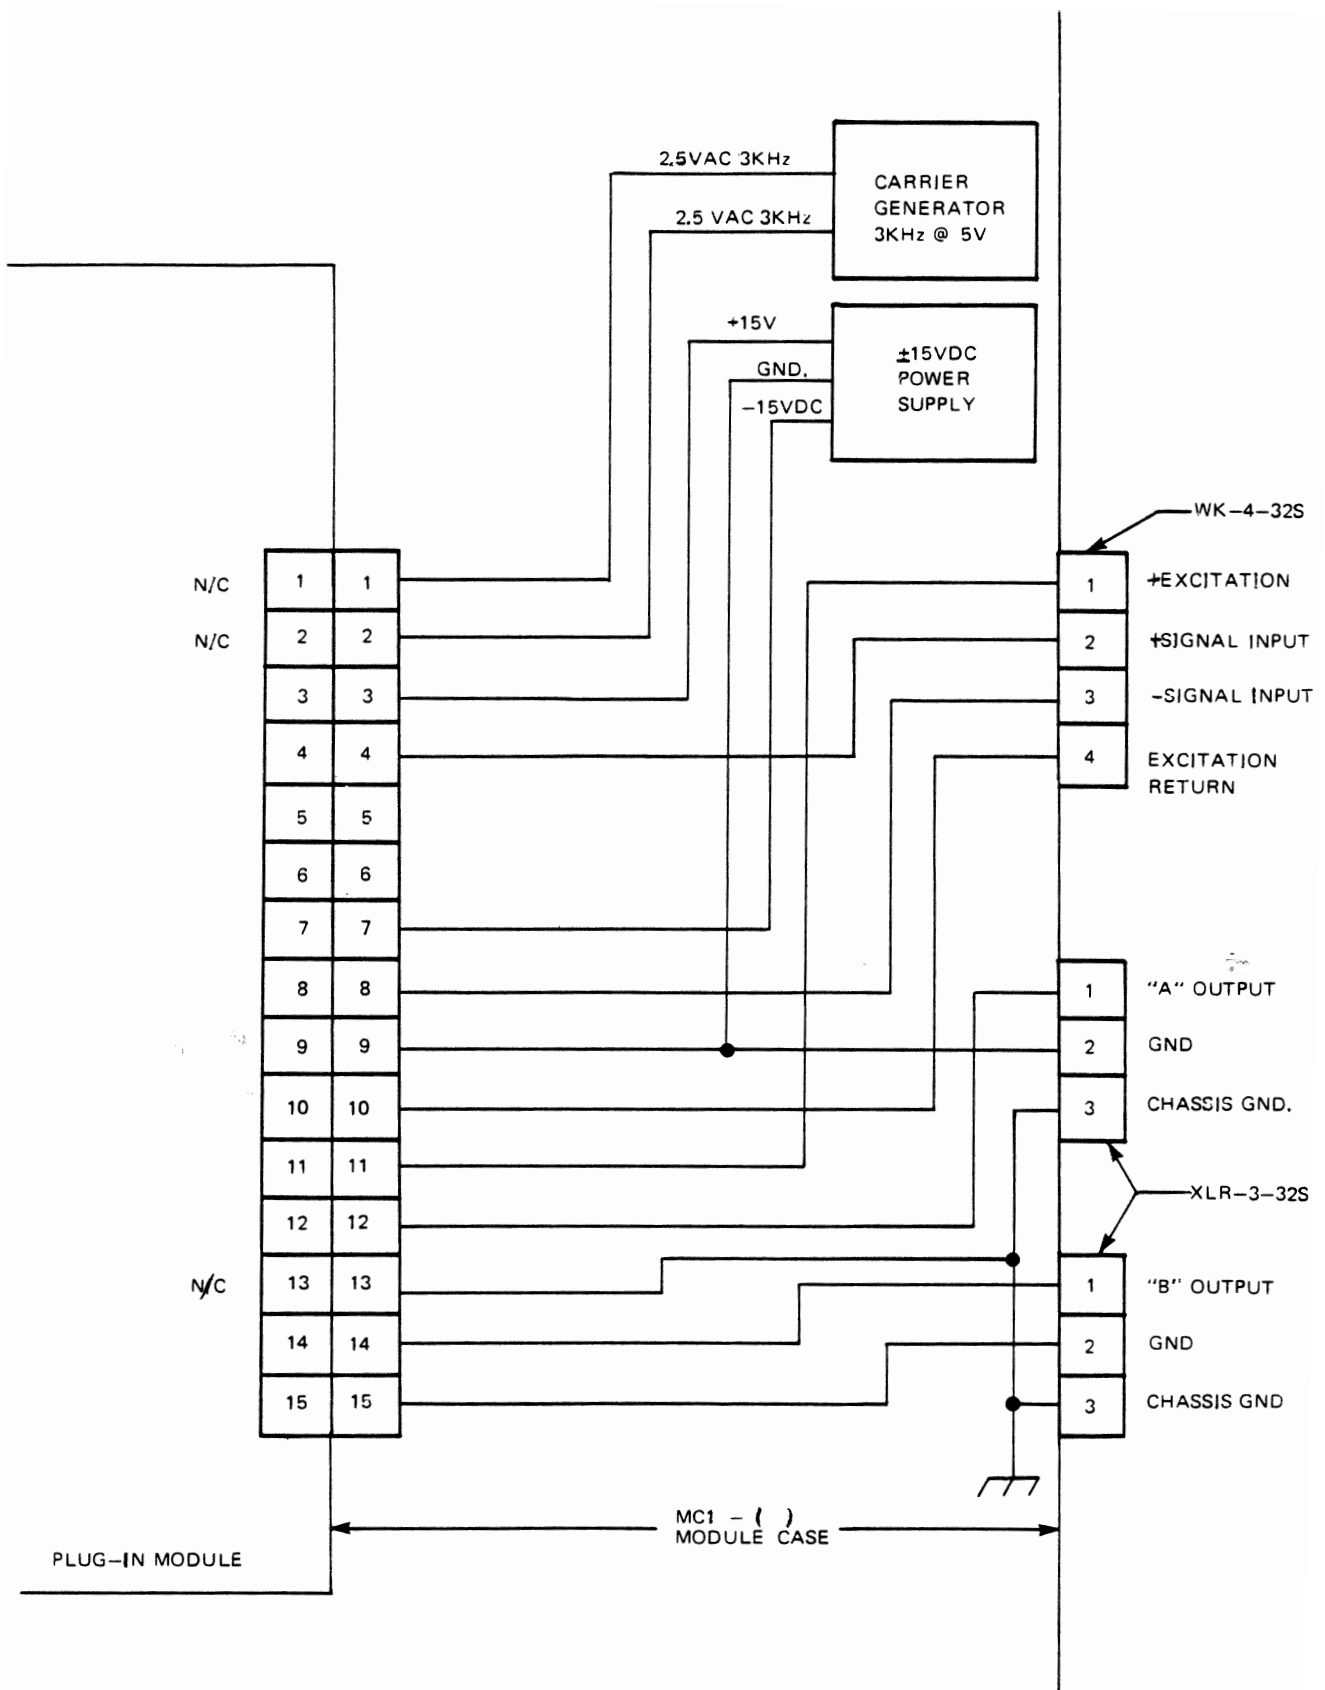 2.5VAC 3KHz
CARRIER
GENERATOR
3KHz @ 5V
2.5 VAC 3KHz
+15V
GND.
-15VDC
±15VDC
POWER
SUPPLY
WK-4-32S
N/C 1 1
N/C 2 2
3 3
4 4
5 5
6 6
7 7
8 8
9 9
10 10
11 11
12 12
N/C 13 13
14 14
15 15
1 +EXCITATION
2 +SIGNAL INPUT
3 -SIGNAL INPUT
4 EXCITATION
RETURN
1 "A" OUTPUT
2 GND
3 CHASSIS GND.
XLR-3-32S
1 "B" OUTPUT
2 GND
3 CHASSIS GND
MC1 - ( )
MODULE CASE
PLUG-IN MODULE